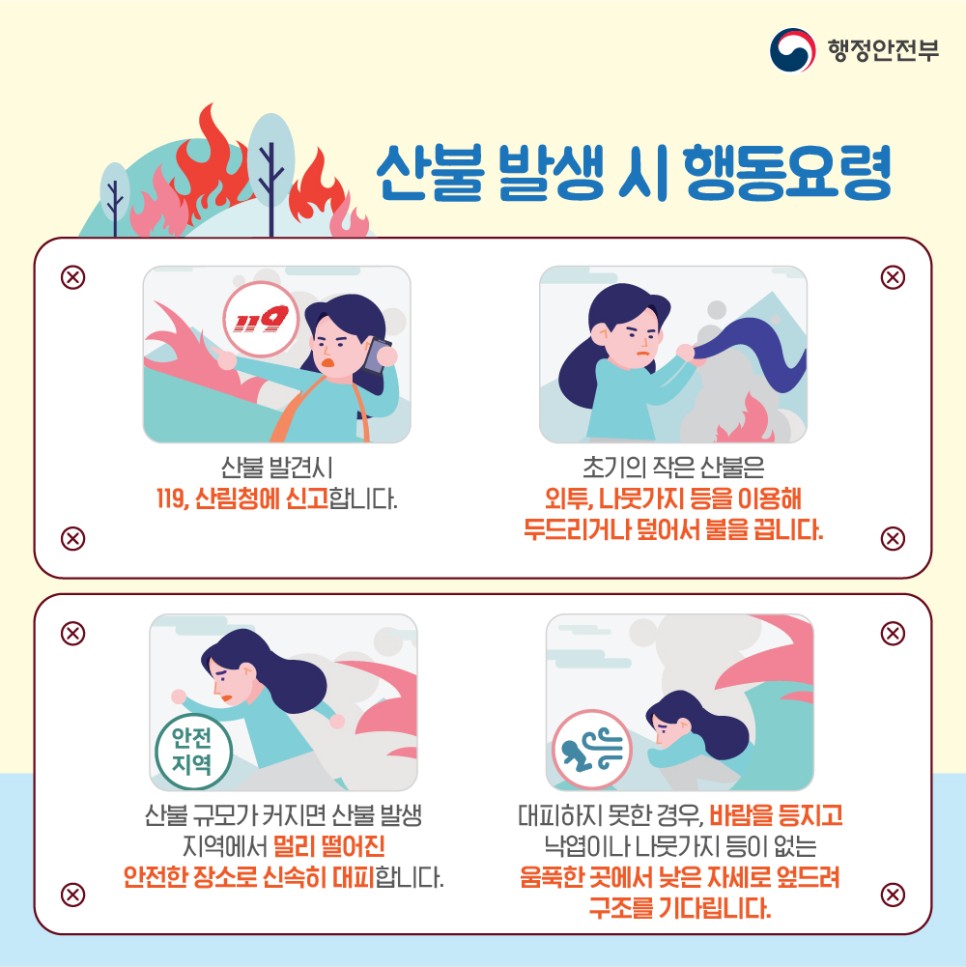 행정안전부
산불 발생 시 행동요령
119
산불 발견시
119, 산림청에 신고합니다.
초기의 작은 산불은
외투, 나뭇가지 등을 이용해
두드리거나 덮어서 불을 끕니다.
안전
지역
산불 규모가 커지면 산불 발생
지역에서 멀리 떨어진
안전한 장소로 신속히 대피합니다.
대피하지 못한 경우, 바람을 등지고
낙엽이나 나뭇가지 등이 없는
움푹한 곳에서 낮은 자세로 엎드려
구조를 기다립니다.